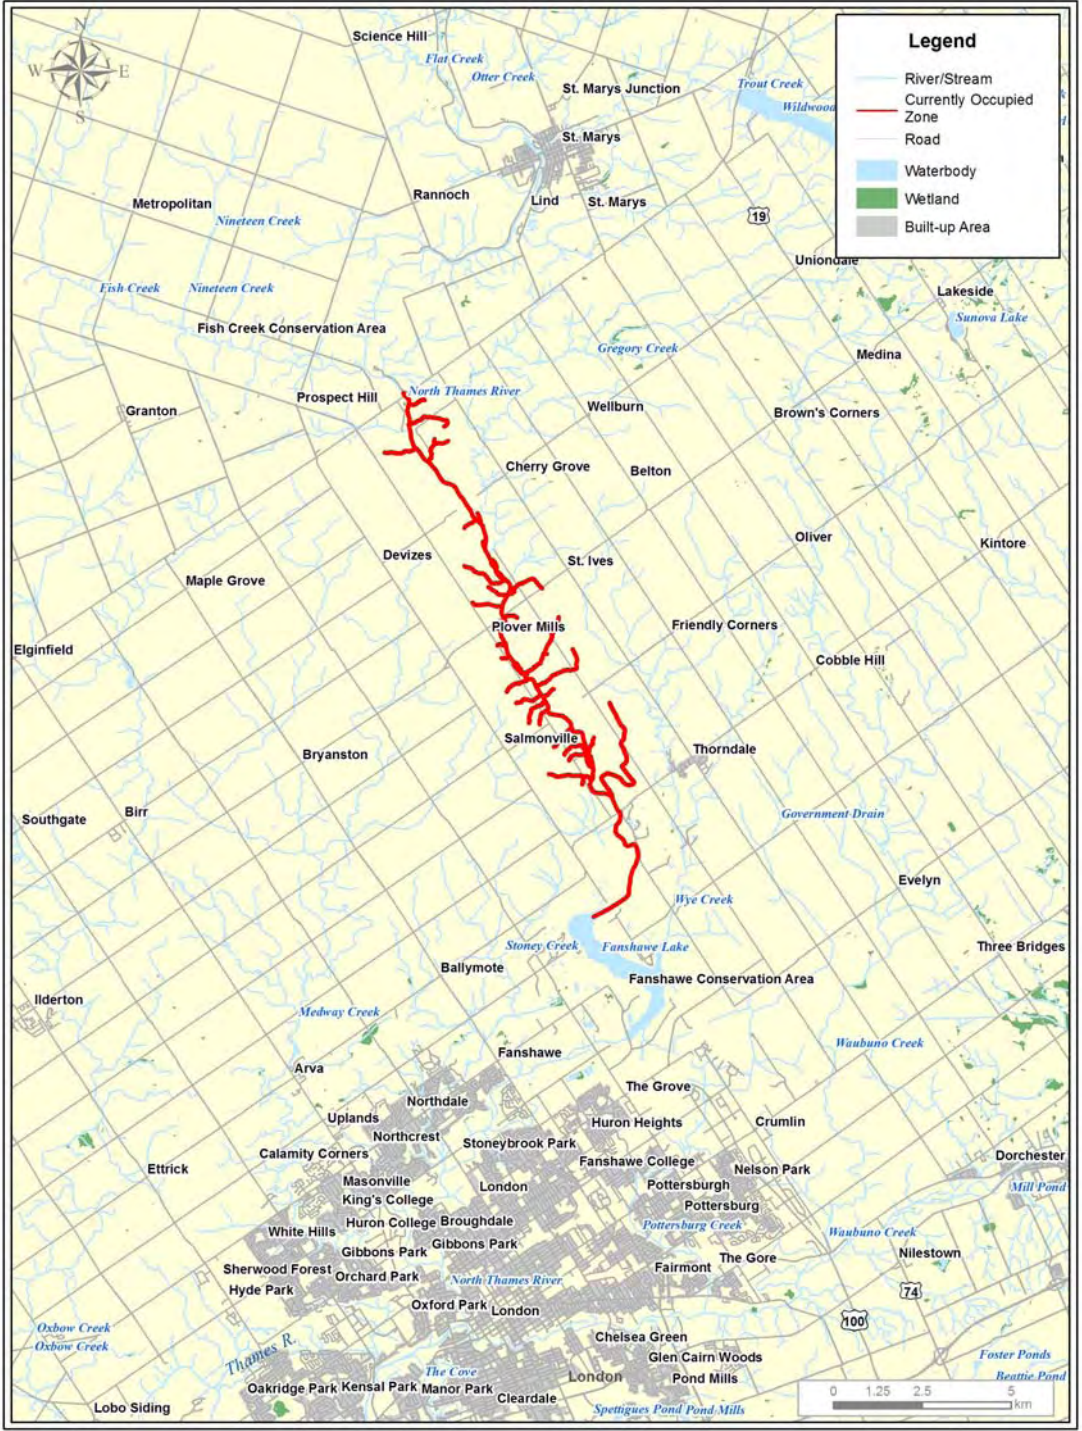 N
W E
S
Legend
River/Stream
Currently Occupied
Zone
Road
Waterbody
Wetland
Built-up Area
Science Hill
Flat Creek
Otter Creek
St. Marys Junction
Trout Creek
Wildwood
St. Marys
Rannoch
Lind
St. Marys
Metropolitan
Nineteen Creek
19
Uniondale
Fish Creek
Nineteen Creek
Lakeside
Sunova Lake
Fish Creek Conservation Area
Gregory Creek
Medina
Prospect Hill
North Thames River
Granton
Wellburn
Brown's Corners
Cherry Grove
Belton
Oliver
Kintore
Devizes
St. Ives
Maple Grove
Plover Mills
Friendly Corners
Elginfield
Cobble Hill
Salmonville
Thorndale
Bryanston
Birr
Southgate
Government Drain
Evelyn
Wye Creek
Stoney Creek
Fanshawe Lake
Three Bridges
Ballymote
Fanshawe Conservation Area
Ilderton
Medway Creek
Waubuno Creek
Fanshawe
Arva
The Grove
Northdale
Uplands
Huron Heights
Crumlin
Northcrest
Stoneybrook Park
Calamity Corners
Fanshawe College
Dorchester
Ettrick
Nelson Park
Masonville
London
Pottersburgh
Mill Pond
King's College
Pottersburg
Huron College
Broughdale
Pottersburg Creek
White Hills
Waubuno Creek
Gibbons Park
Gibbons Park
Nilestown
The Gore
Sherwood Forest
Orchard Park
North Thames River
Fairmont
Hyde Park
74
Oxford Park
London
100
Oxbow Creek
Oxbow Creek
Thames R.
Chelsea Green
Glen Cairn Woods
Foster Ponds
The Cove
London
Pond Mills
Beattie Pond
Oakridge Park
Kensal Park
Manor Park
Cleardale
Lobo Siding
Spettigues Pond
Pond Mills
0 1.25 2.5 5
km